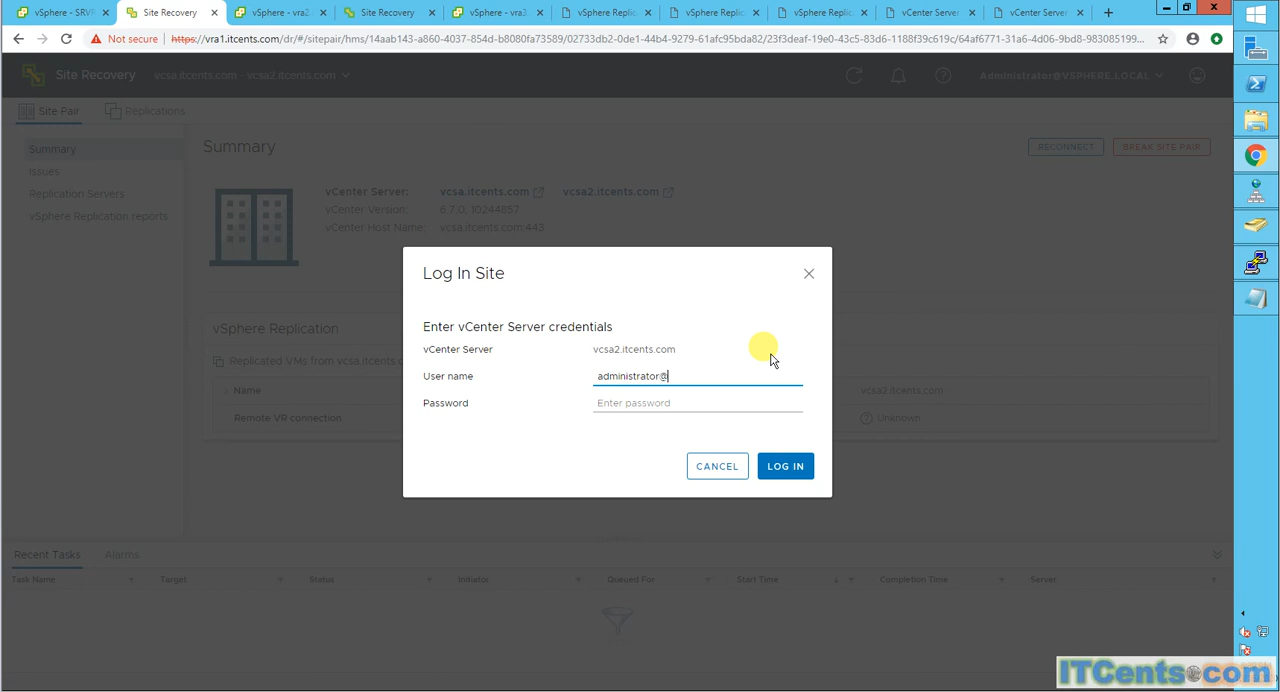 vSphere - SRVR
Site Recovery
vSphere - vra2.
Site Recovery
vSphere - vra3.
vSphere Replic
vSphere Replic
vSphere Replic
vCenter Server
vCenter Server
Not secure
https://vra1.itcents.com/dr/#/sitepair/hms/14aab143-a860-4037-854d-b8080fa73589/02733db2-0de1-44b4-9279-61afc95bda82/23f3deaf-19e0-43c5-83d6-1188f39c619c/64af6771-31a6-4d06-9bd8-983085199...
Site Recovery
vcsa.itcents.com - vcsa2.itcents.com
Administrator@VSPHERE.LOCAL
Site Pair
Replications
Summary
Issues
Replication Servers
vSphere Replication reports
Summary
RECONNECT
BREAK SITE PAIR
vCenter Server: vcsa.itcents.com vcsa2.itcents.com
vCenter Version: 6.7.0, 10244857
vCenter Host Name: vcsa.itcents.com:443
vSphere Replication
Replicated VMs from vcsa.itcents.c
Name
vcsa2.itcents.com
Remote VR connection
Unknown
Log In Site
Enter vCenter Server credentials
vCenter Server vcsa2.itcents.com
User name administrator@
Password Enter password
CANCEL LOG IN
Recent Tasks Alarms
Task Name Target Status Initiator Queued For Start Time Completion Time Server
ITCents.com